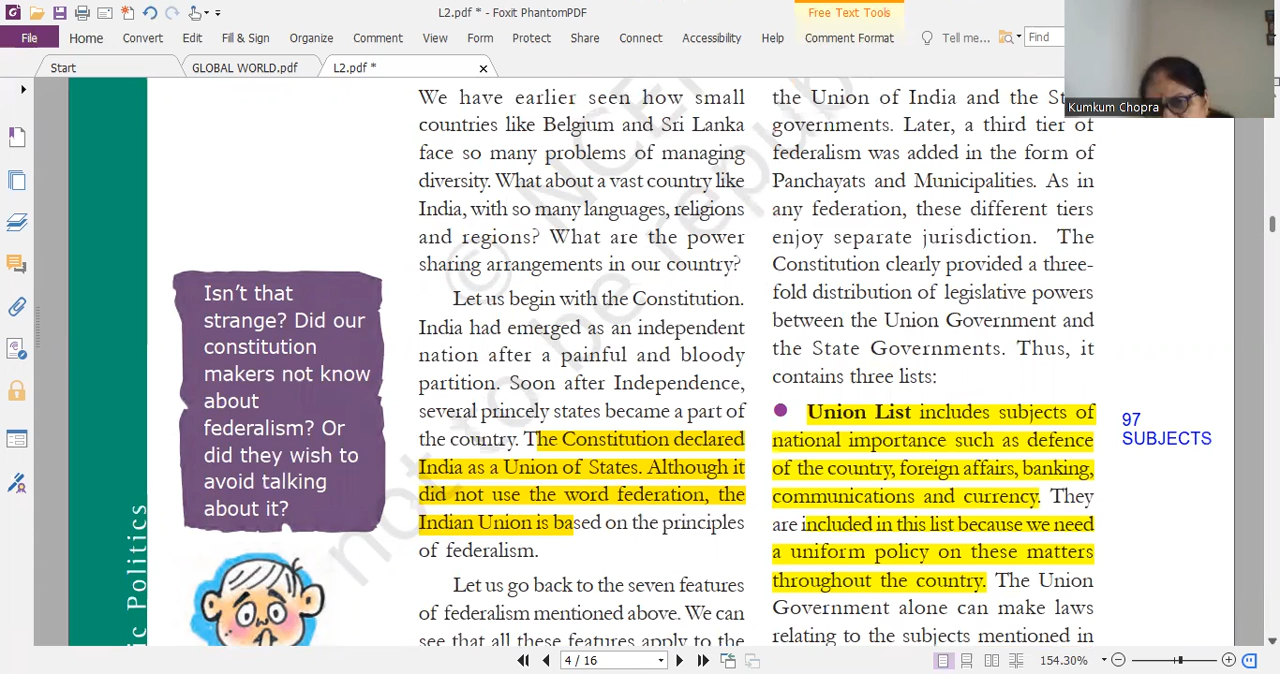 L2.pdf * - Foxit PhantomPDF
Free Text Tools
File Home Convert Edit Fill & Sign Organize Comment View Form Protect Share Connect Accessibility Help Comment Format Tell me... Find
Start GLOBAL WORLD.pdf L2.pdf *
Kumkum Chopra
Isn't that
strange? Did our
constitution
makers not know
about
federalism? Or
did they wish to
avoid talking
about it?
Politics
We have earlier seen how small
countries like Belgium and Sri Lanka
face so many problems of managing
diversity. What about a vast country like
India, with so many languages, religions
and regions? What are the power
sharing arrangements in our country?
Let us begin with the Constitution.
India had emerged as an independent
nation after a painful and bloody
partition. Soon after Independence,
several princely states became a part of
the country. The Constitution declared
India as a Union of States. Although it
did not use the word federation, the
Indian Union is based on the principles
of federalism.
Let us go back to the seven features
of federalism mentioned above. We can
see that all these features apply to the
the Union of India and the
governments. Later, a third tier of
federalism was added in the form of
Panchayats and Municipalities. As in
any federation, these different tiers
enjoy separate jurisdiction. The
Constitution clearly provided a three-
fold distribution of legislative powers
between the Union Government and
the State Governments. Thus, it
contains three lists:
Union List includes subjects of
national importance such as defence
of the country, foreign affairs, banking,
communications and currency. They
are included in this list because we need
a uniform policy on these matters
throughout the country. The Union
Government alone can make laws
relating to the subjects mentioned in
97
SUBJECTS
not to be republ
4 / 16
154.30%